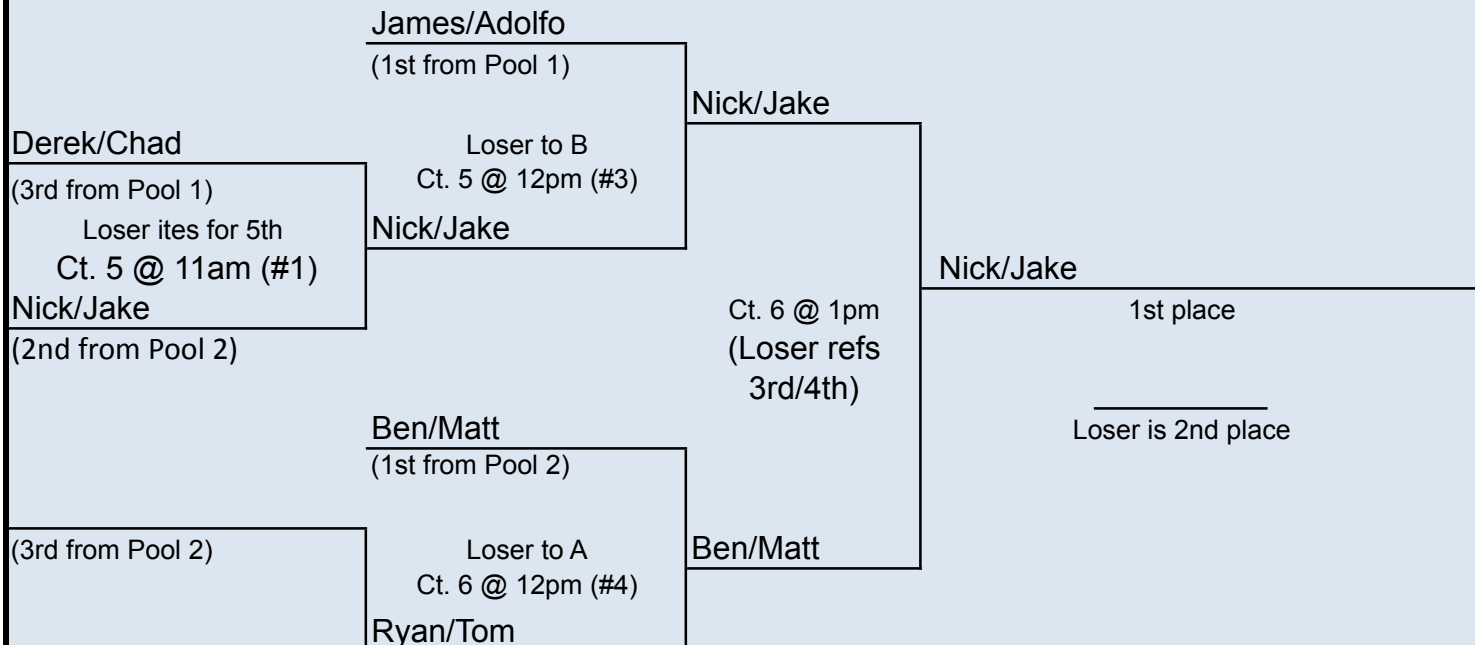 James/Adolfo
(1st from Pool 1)
Nick/Jake
Derek/Chad
Loser to B
(3rd from Pool 1)
Ct. 5 @ 12pm (#3)
Loser ites for 5th
Nick/Jake
Ct. 5 @ 11am (#1)
Nick/Jake
Nick/Jake
Ct. 6 @ 1pm
1st place
(2nd from Pool 2)
(Loser refs
3rd/4th)
Ben/Matt
Loser is 2nd place
(1st from Pool 2)
(3rd from Pool 2)
Loser to A
Ben/Matt
Ct. 6 @ 12pm (#4)
Ryan/Tom